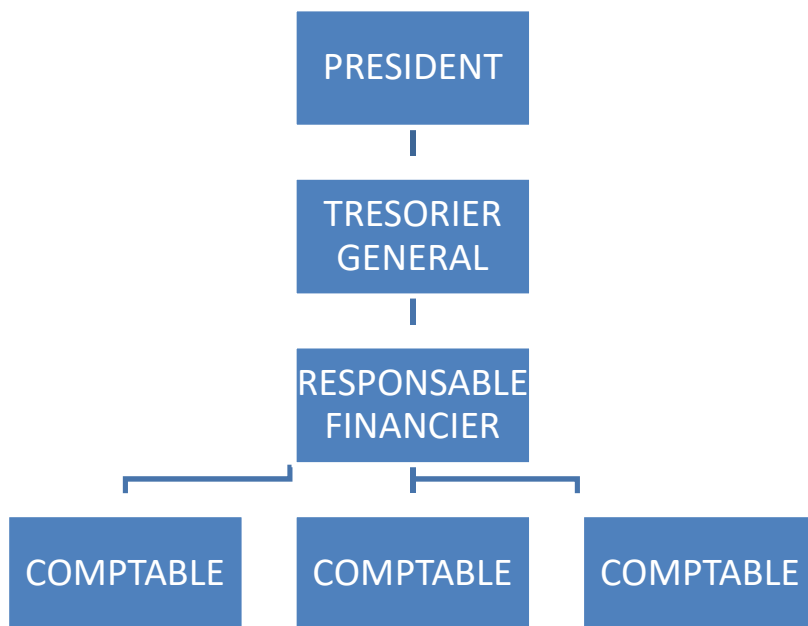 PRESIDENT
TRESORIER
GENERAL
RESPONSABLE
FINANCIER
COMPTABLE
COMPTABLE
COMPTABLE